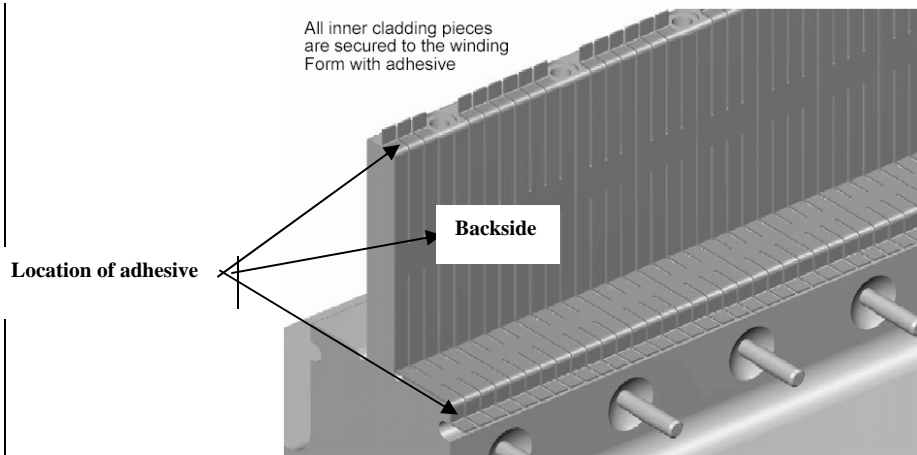 All inner cladding pieces
are secured to the winding
Form with adhesive
Backside
Location of adhesive